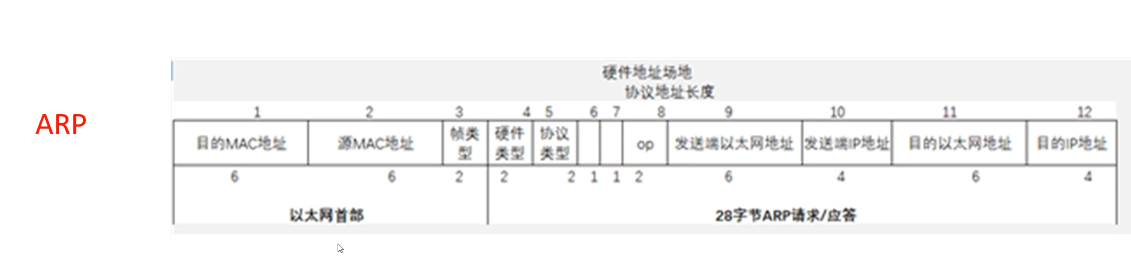 ARP
硬件地址场地
协议地址长度
1 2 3 4 5 6 7 8 9 10 11 12
目的MAC地址 源MAC地址 帧类型 硬件类型 协议类型 op 发送端以太网地址 发送端IP地址 目的以太网地址 目的IP地址
6 6 2 2 2 1 1 2 6 4 6 4
以太网首部 28字节ARP请求/应答